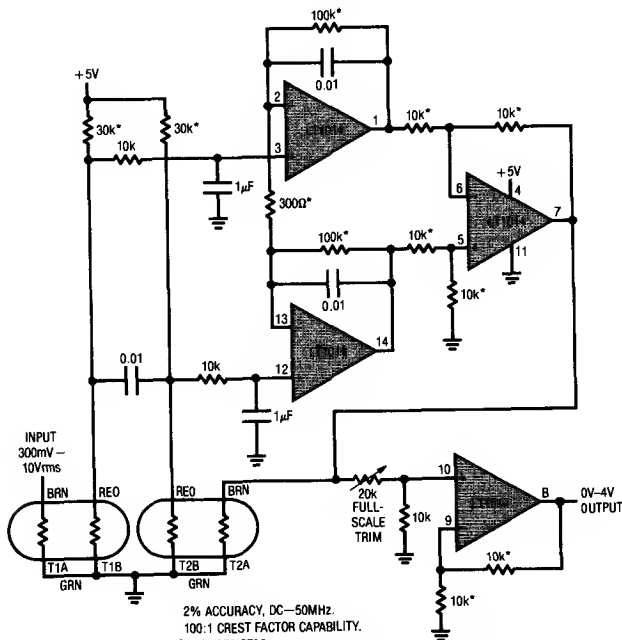 100k*
0.01
+5V
30k*
30k*
10k
2
3
1
10k*
10k*
1µF
300Ω*
+5V
6
4
7
5
11
100k*
10k*
0.01
10k*
13
14
12
0.01
10k
1µF
INPUT
300mV–
10Vrms
BRN
REO
REO
BRN
T1A
T1B
T2B
T2A
GRN
GRN
20k
FULL-
SCALE
TRIM
10k
10
9
8
0V–4V
OUTPUT
10k*
10k*
2% ACCURACY, DC—50MHz.
100:1 CREST FACTOR CAPABILITY.